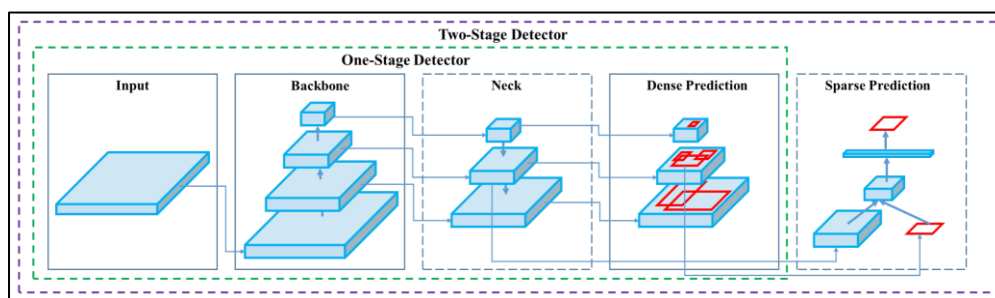 Two-Stage Detector
One-Stage Detector
Input
Backbone
Neck
Dense Prediction
Sparse Prediction